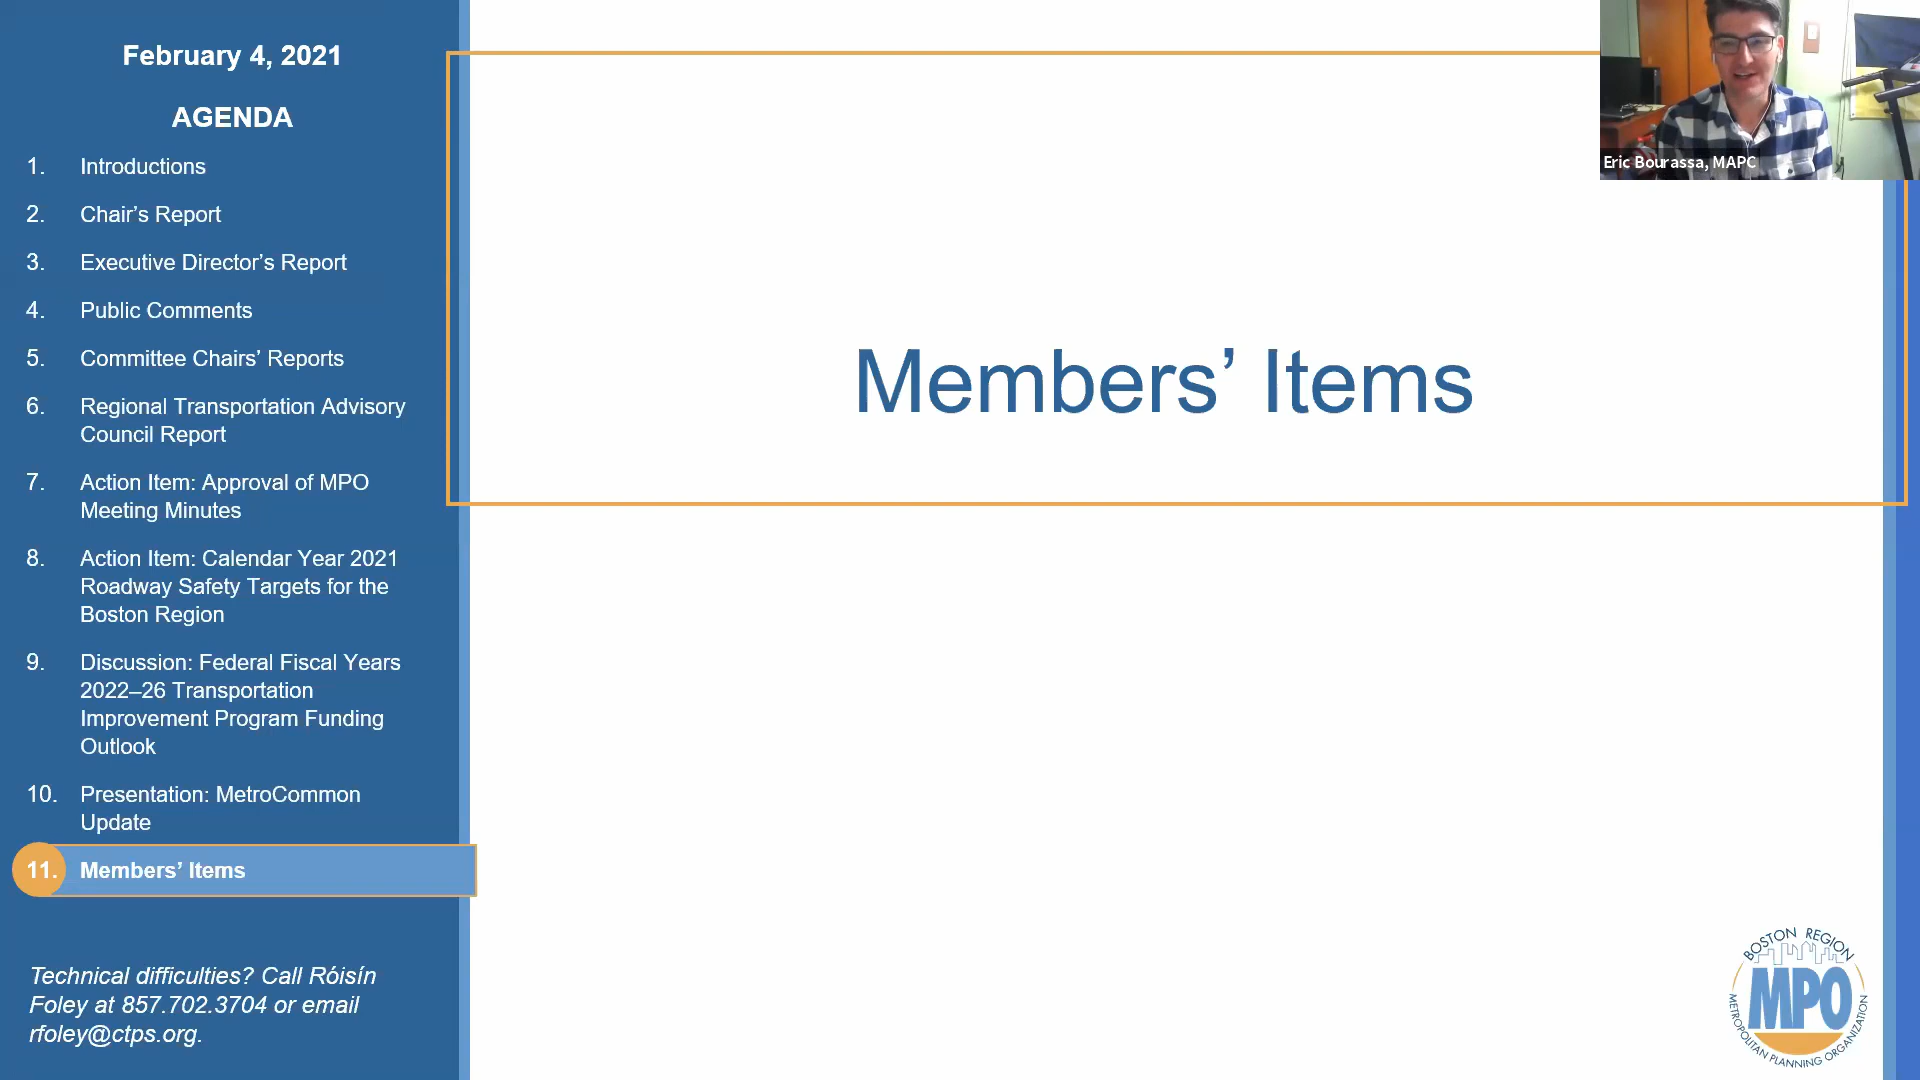 February 4, 2021
AGENDA
1. Introductions
2. Chair’s Report
3. Executive Director’s Report
4. Public Comments
5. Committee Chairs’ Reports
6. Regional Transportation Advisory
Council Report
7. Action Item: Approval of MPO
Meeting Minutes
8. Action Item: Calendar Year 2021
Roadway Safety Targets for the
Boston Region
9. Discussion: Federal Fiscal Years
2022–26 Transportation
Improvement Program Funding
Outlook
10. Presentation: MetroCommon
Update
11. Members’ Items
Technical difficulties? Call Róisín
Foley at 857.702.3704 or email
rfoley@ctps.org.
Members’ Items
Eric Bourassa, MAPC
BOSTON REGION
MPO
METROPOLITAN PLANNING ORGANIZATION